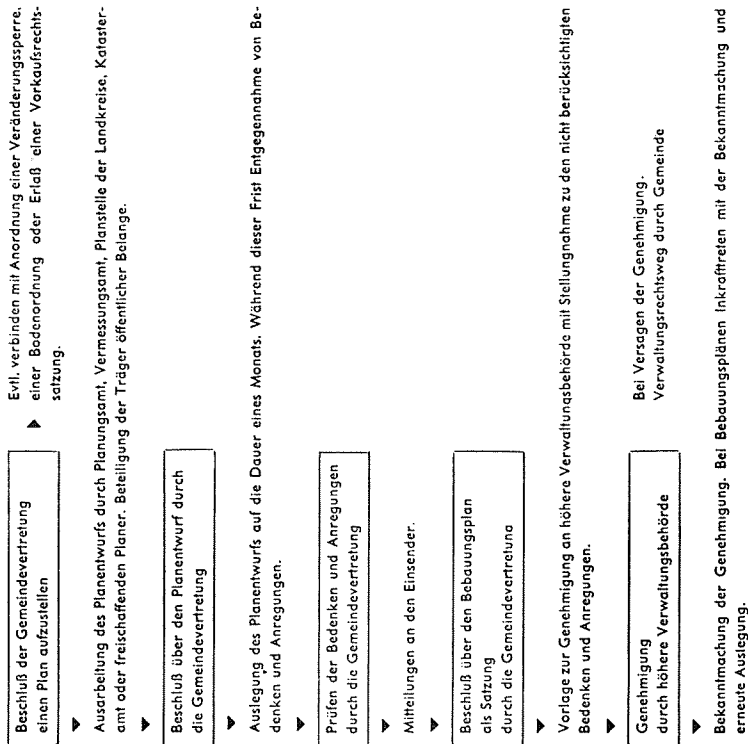 Beschluß der Gemeindevertretung
einen Plan aufzustellen
Evtl. verbinden mit Anordnung einer Veränderungssperre,
einer Bodenordnung oder Erlaß einer Vorkaufsrechts-
satzung.
Ausarbeitung des Planentwurfs durch Planungsamt, Vermessungsamt, Planstelle der Landkreise, Kataster-
amt oder freischaffenden Planer. Beteiligung der Träger öffentlicher Belange.
Beschluß über den Planentwurf durch
die Gemeindevertretung
Auslegung des Planentwurfs auf die Dauer eines Monats. Während dieser Frist Entgegennahme von Be-
denken und Anregungen.
Prüfen der Bedenken und Anregungen
durch die Gemeindevertretung
Mitteilungen an den Einsender.
Beschluß über den Bebauungsplan
als Satzung
durch die Gemeindevertretung
Vorlage zur Genehmigung an höhere Verwaltungsbehörde mit Stellungnahme zu den nicht berücksichtigten
Bedenken und Anregungen.
Genehmigung
durch höhere Verwaltungsbehörde
Bei Versagen der Genehmigung.
Verwaltungsrechtsweg durch Gemeinde
Bekanntmachung der Genehmigung. Bei Bebauungsplänen Inkrafttreten mit der Bekanntmachung und
erneute Auslegung.